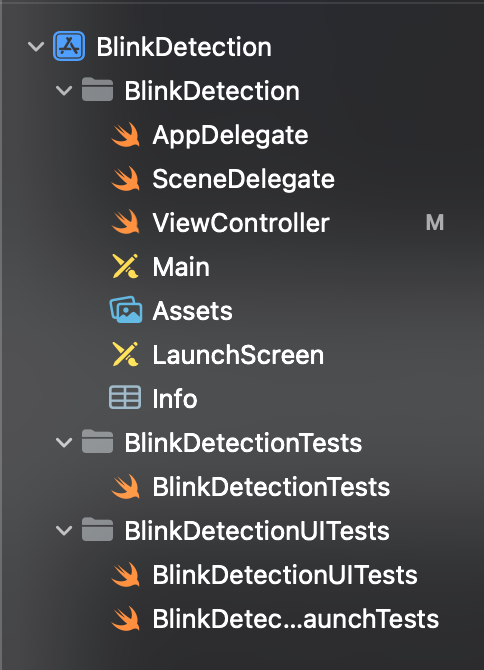 BlinkDetection
BlinkDetection
AppDelegate
SceneDelegate
ViewController M
Main
Assets
LaunchScreen
Info
BlinkDetectionTests
BlinkDetectionTests
BlinkDetectionUITests
BlinkDetectionUITests
BlinkDetec...aunchTests